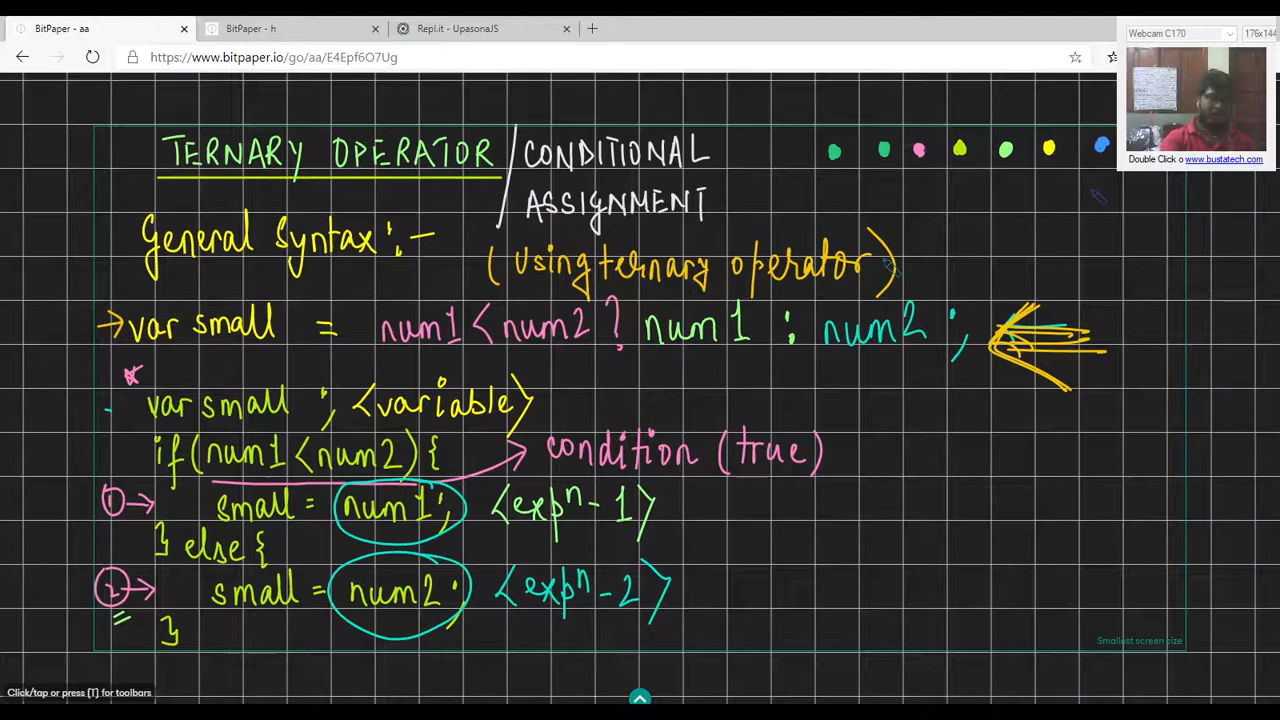 BitPaper - aa
BitPaper - h
Repl.it - UpasonaJS
https://www.bitpaper.io/go/aa/E4Epf6O7Ug
Webcam C170
176x144
Double Click o www.bustatech.com
TERNARY OPERATOR / CONDITIONAL
ASSIGNMENT
General Syntax :-
(using ternary operator)
→ var small = num1 < num2 ? num1 : num2 ;
* var small ; <variable>
if(num1 < num2) { → condition (true)
1 → small = num1 ; <expn - 1>
} else {
2 → small = num2 ; <expn - 2>
}
Smallest screen size
Click/tap or press [T] for toolbars